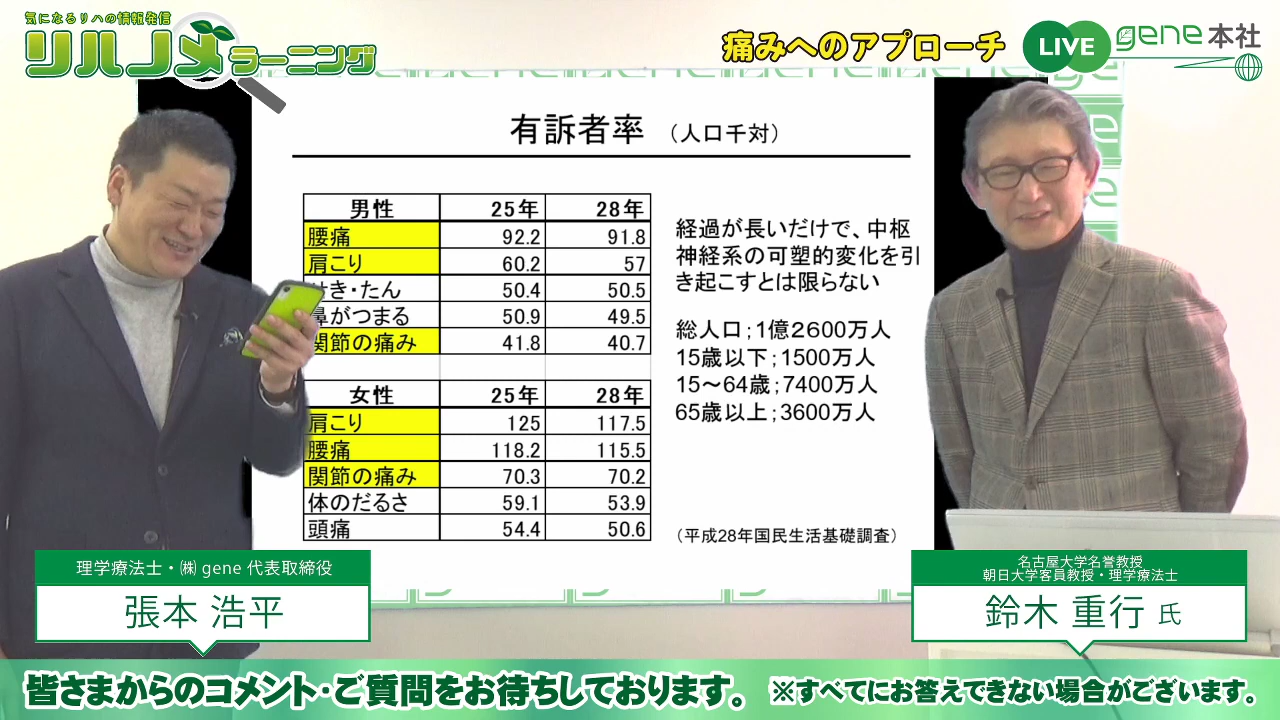 気になるリハの情報発信
リハノメ
ラーニング
痛みへのアプローチ
LIVE
gene本社
有訴者率 (人口千対)
男性 25年 28年
腰痛 92.2 91.8
肩こり 60.2 57
せき・たん 50.4 50.5
鼻がつまる 50.9 49.5
関節の痛み 41.8 40.7
女性 25年 28年
肩こり 125 117.5
腰痛 118.2 115.5
関節の痛み 70.3 70.2
体のだるさ 59.1 53.9
頭痛 54.4 50.6
経過が長いだけで、中枢
神経系の可塑的変化を引
き起こすとは限らない
総人口;1億2600万人
15歳以下;1500万人
15～64歳;7400万人
65歳以上;3600万人
(平成28年国民生活基礎調査)
理学療法士・㈱ gene 代表取締役
張本 浩平
名古屋大学名誉教授
朝日大学客員教授・理学療法士
鈴木 重行 氏
皆さまからのコメント・ご質問をお待ちしております。 ※すべてにお答えできない場合がございます。